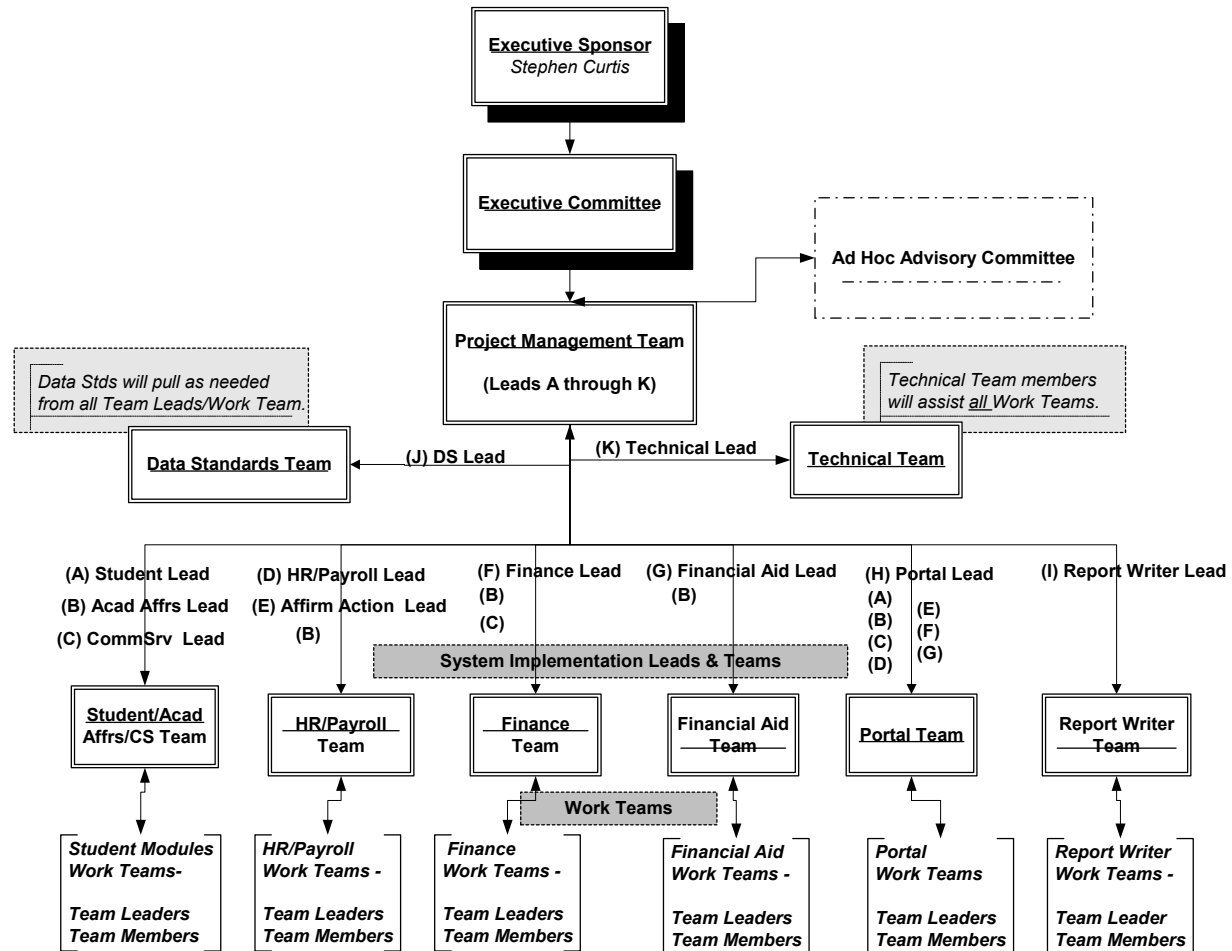 Executive Sponsor
Stephen Curtis
Executive Committee
Ad Hoc Advisory Committee
Project Management Team
(Leads A through K)
Data Stds will pull as needed
from all Team Leads/Work Team.
Technical Team members
will assist all Work Teams.
Data Standards Team
(J) DS Lead
(K) Technical Lead
Technical Team
(A) Student Lead
(B) Acad Affrs Lead
(C) CommSrv Lead
(D) HR/Payroll Lead
(E) Affirm Action Lead
(B)
(F) Finance Lead
(B)
(C)
(G) Financial Aid Lead
(B)
(H) Portal Lead
(A)
(B)
(C)
(D)
(E)
(F)
(G)
(I) Report Writer Lead
System Implementation Leads & Teams
Student/Acad
Affrs/CS Team
HR/Payroll
Team
Finance
Team
Financial Aid
Team
Portal Team
Report Writer
Team
Work Teams
Student Modules
Work Teams-
Team Leaders
Team Members
HR/Payroll
Work Teams -
Team Leaders
Team Members
Finance
Work Teams -
Team Leaders
Team Members
Financial Aid
Work Teams -
Team Leaders
Team Members
Portal
Work Teams
Team Leaders
Team Members
Report Writer
Work Teams -
Team Leader
Team Members